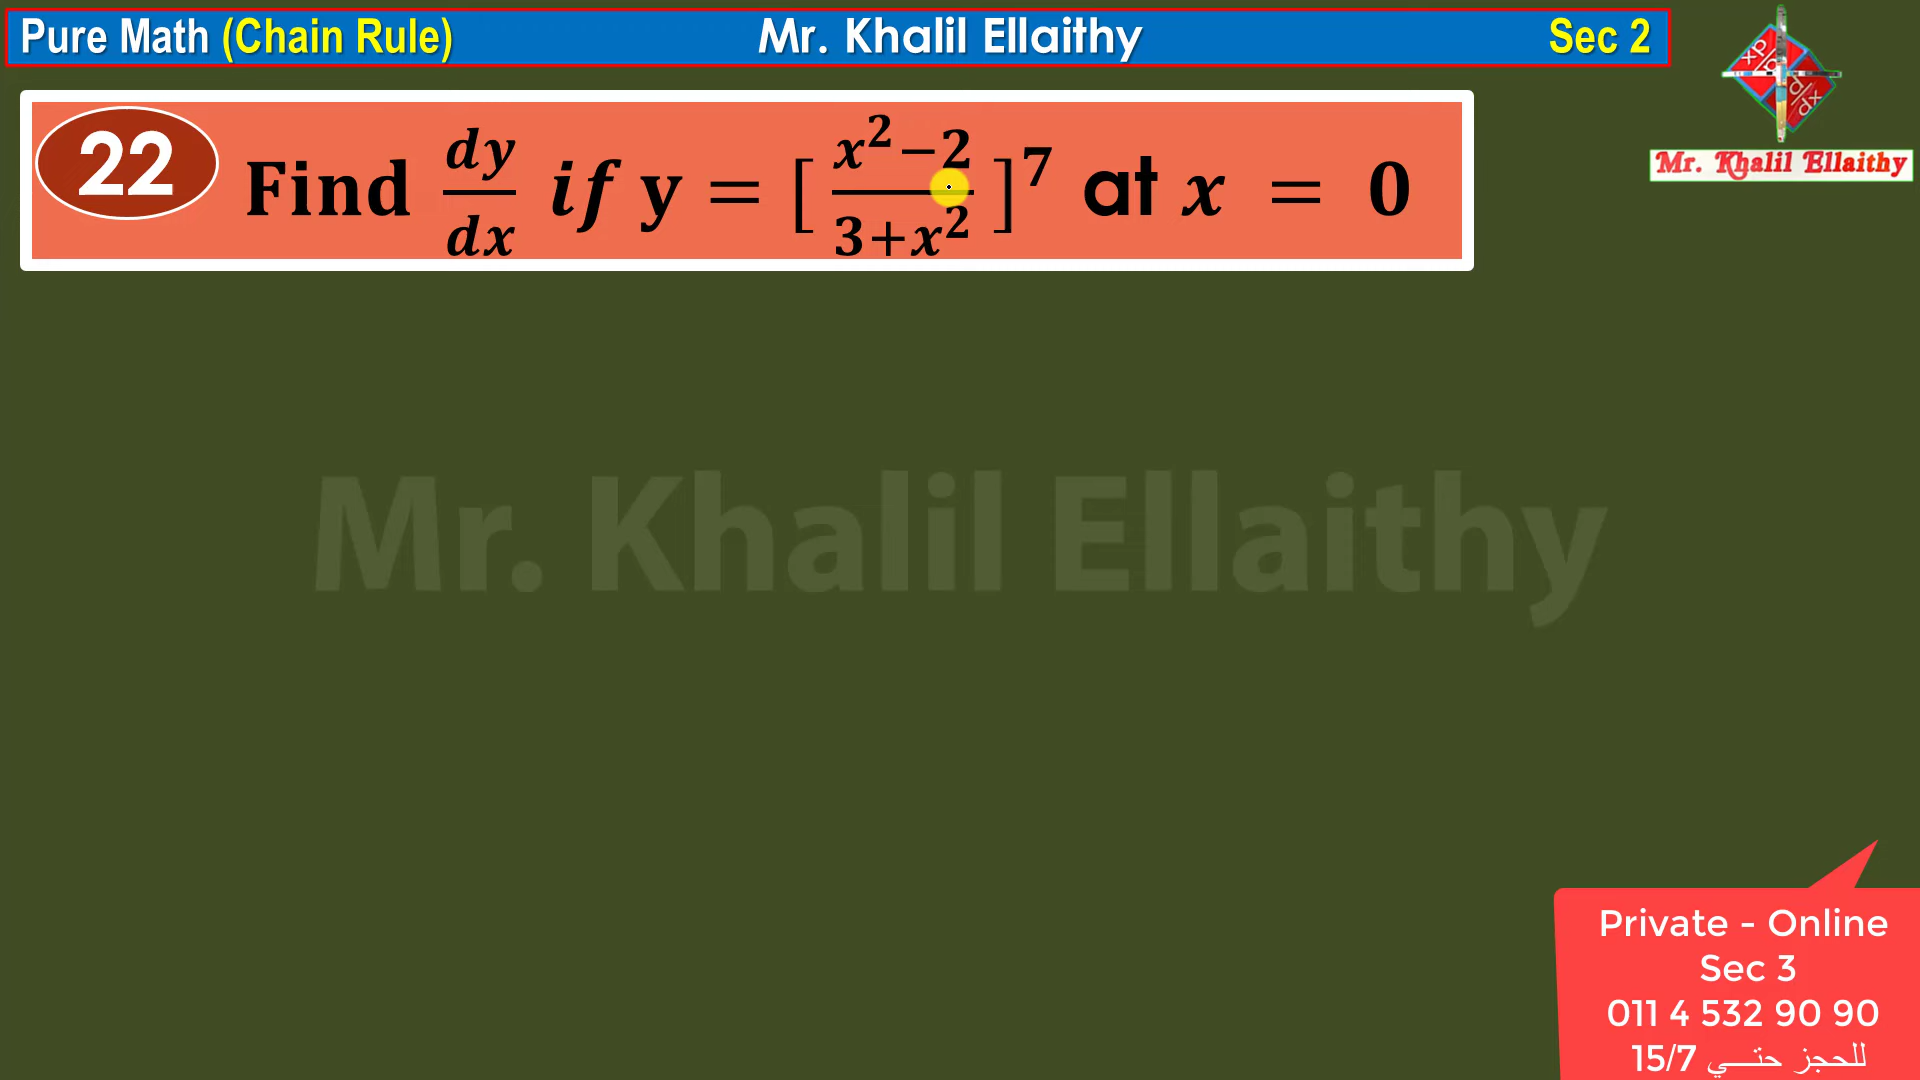 Pure Math (Chain Rule) Mr. Khalil Ellaithy Sec 2
Mr. Khalil Ellaithy
22 Find dy/dx if y = [ x²−2 / 3+x² ]⁷ at x = 0
Mr. Khalil Ellaithy
Private - Online
Sec 3
011 4 532 90 90
للحجز حتــــي 15/7